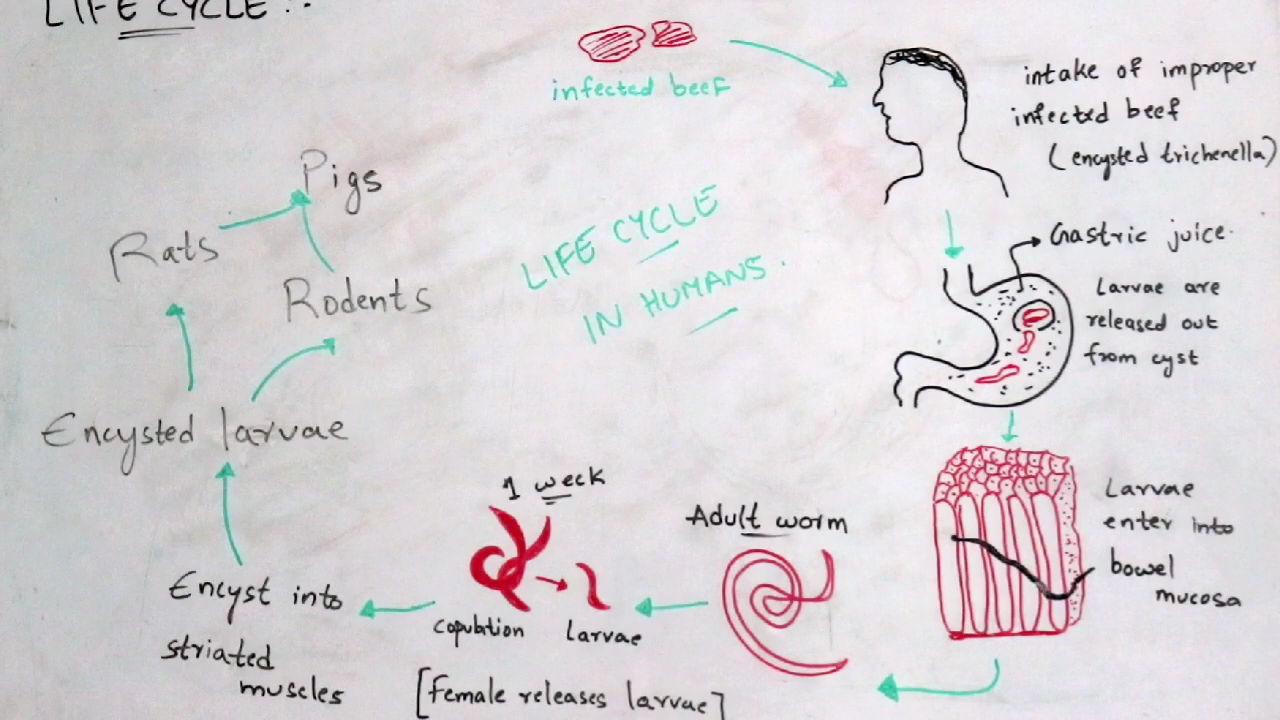 LIFE CYCLE :-
infected beef
intake of improper
infected beef
(encysted trichenella)
Gastric juice.
Larvae are
released out
from cyst
Larvae
enter into
bowel
mucosa
Adult worm
1 week
copulation
Larvae
[Female releases larvae]
Encyst into
striated
muscles
Encysted larvae
Rats
Rodents
Pigs
LIFE CYCLE
IN HUMANS.